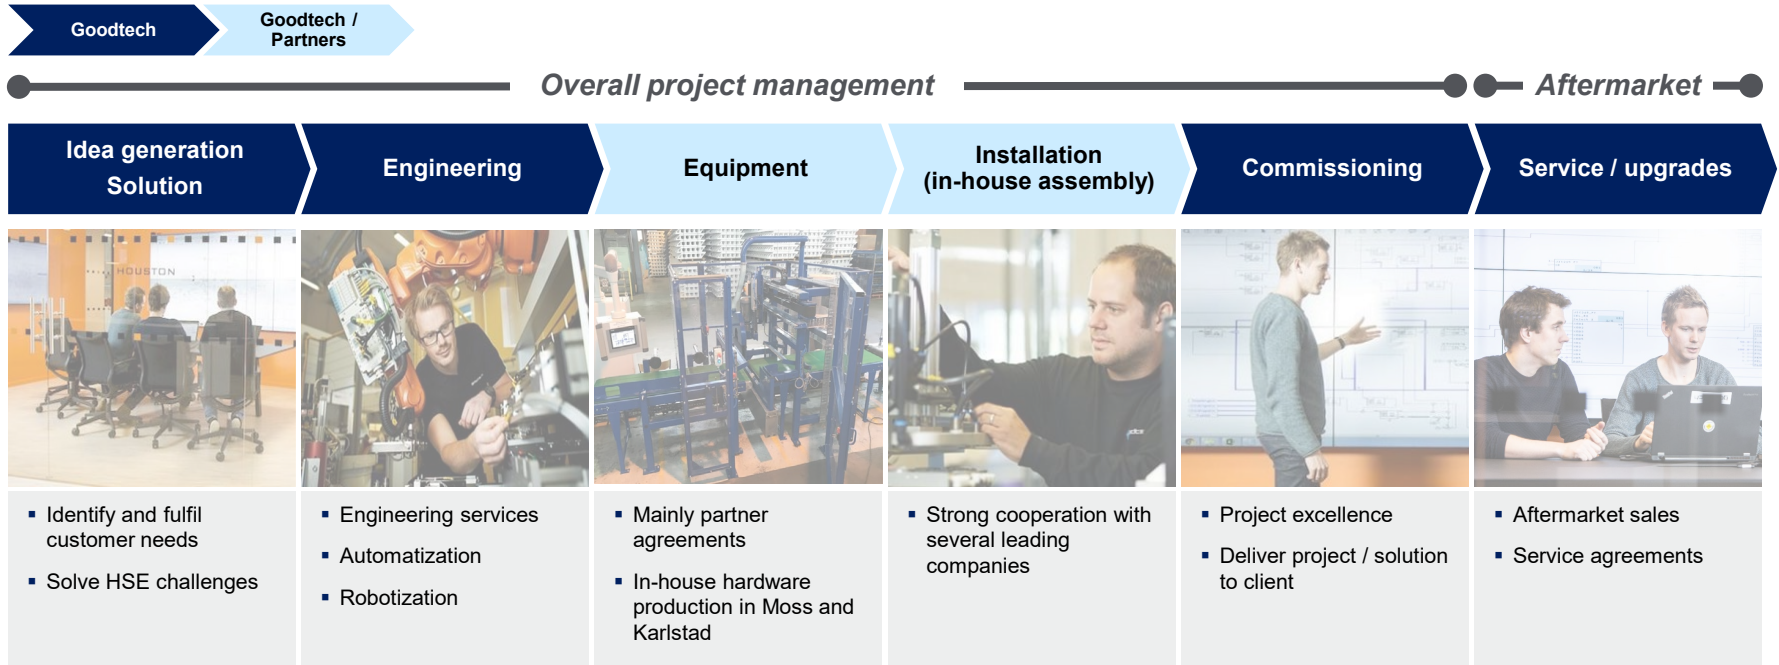 Goodtech
Goodtech /
Partners
Overall project management
Aftermarket
Idea generation
Solution
Engineering
Equipment
Installation
(in-house assembly)
Commissioning
Service / upgrades
HOUSTON
▪ Identify and fulfil
customer needs
▪ Solve HSE challenges
▪ Engineering services
▪ Automatization
▪ Robotization
▪ Mainly partner
agreements
▪ In-house hardware
production in Moss and
Karlstad
▪ Strong cooperation with
several leading
companies
▪ Project excellence
▪ Deliver project / solution
to client
▪ Aftermarket sales
▪ Service agreements